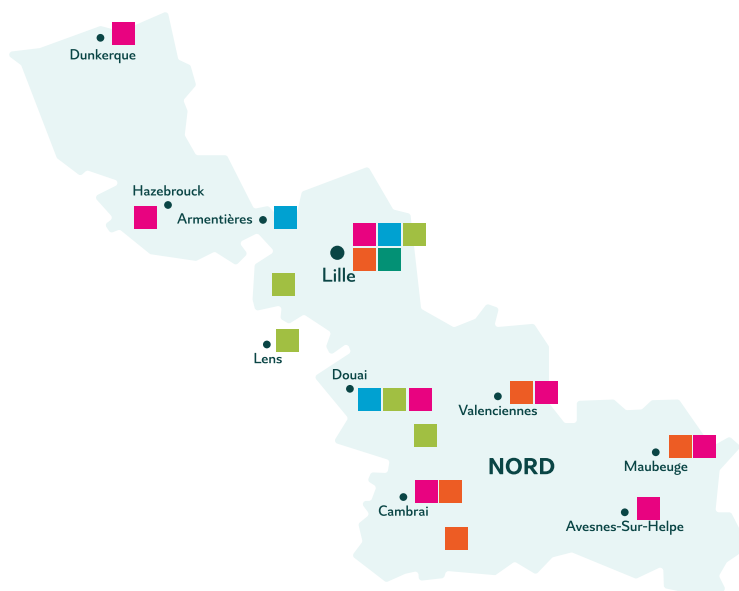 Dunkerque
Hazebrouck
Armentières
Lille
Lens
Douai
Valenciennes
NORD
Maubeuge
Cambrai
Avesnes-Sur-Helpe